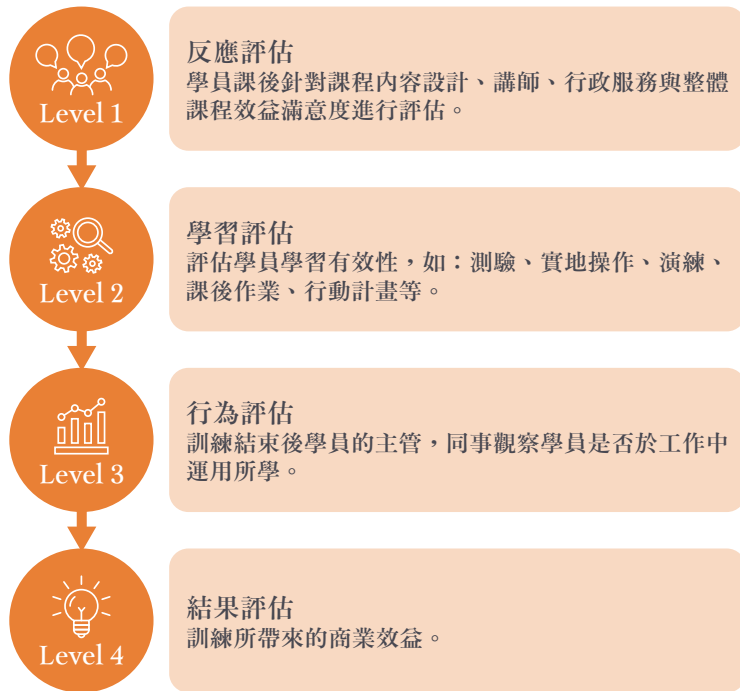 Level 1
反應評估
學員課後針對課程內容設計、講師、行政服務與整體
課程效益滿意度進行評估。
Level 2
學習評估
評估學員學習有效性，如：測驗、實地操作、演練、
課後作業、行動計畫等。
Level 3
行為評估
訓練結束後學員的主管，同事觀察學員是否於工作中
運用所學。
Level 4
結果評估
訓練所帶來的商業效益。